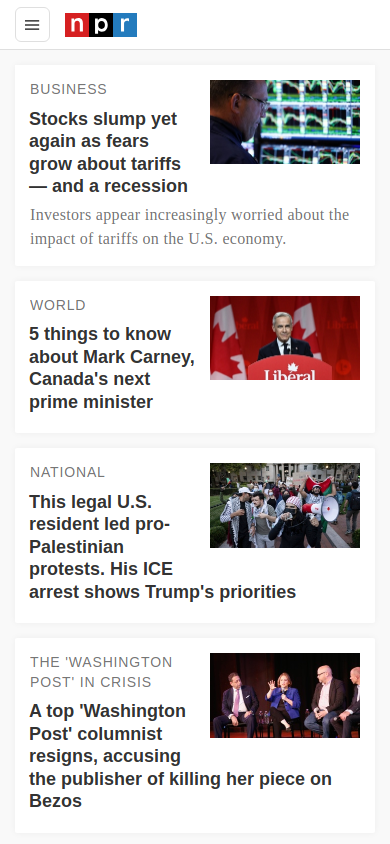 npr
BUSINESS
Stocks slump yet
again as fears
grow about tariffs
— and a recession
Investors appear increasingly worried about the
impact of tariffs on the U.S. economy.
WORLD
5 things to know
about Mark Carney,
Canada's next
prime minister
Liberal
NATIONAL
This legal U.S.
resident led pro-
Palestinian
protests. His ICE
arrest shows Trump's priorities
THE 'WASHINGTON
POST' IN CRISIS
A top 'Washington
Post' columnist
resigns, accusing
the publisher of killing her piece on
Bezos